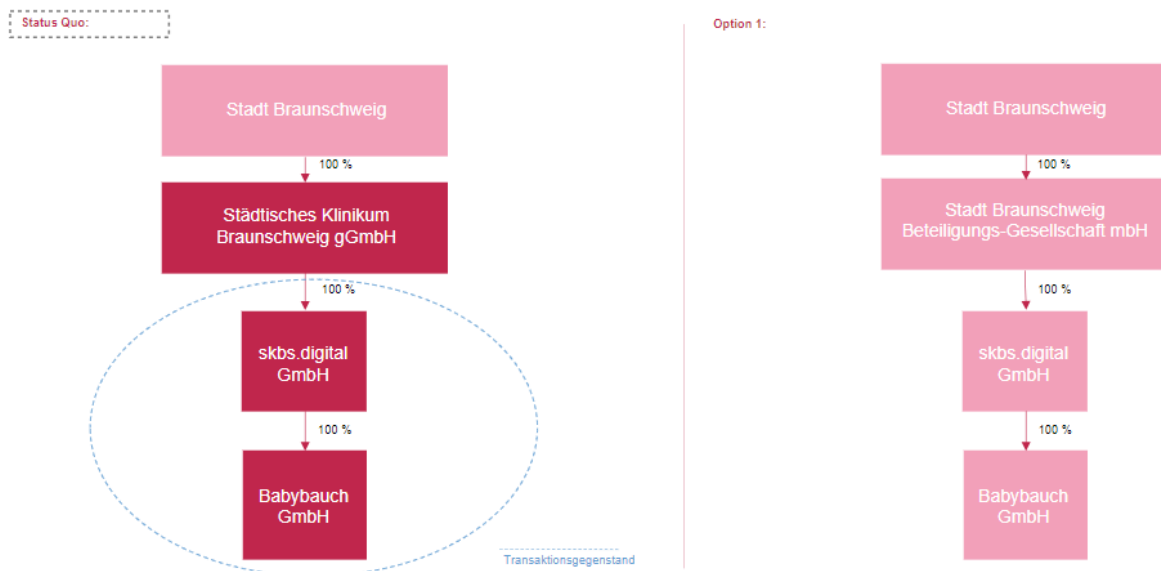 Status Quo:
Stadt Braunschweig
100 %
Städtisches Klinikum
Braunschweig gGmbH
100 %
skbs.digital
GmbH
100 %
Babybauch
GmbH
Transaktionsgegenstand
Option 1:
Stadt Braunschweig
100 %
Stadt Braunschweig
Beteiligungs-Gesellschaft mbH
100 %
skbs.digital
GmbH
100 %
Babybauch
GmbH